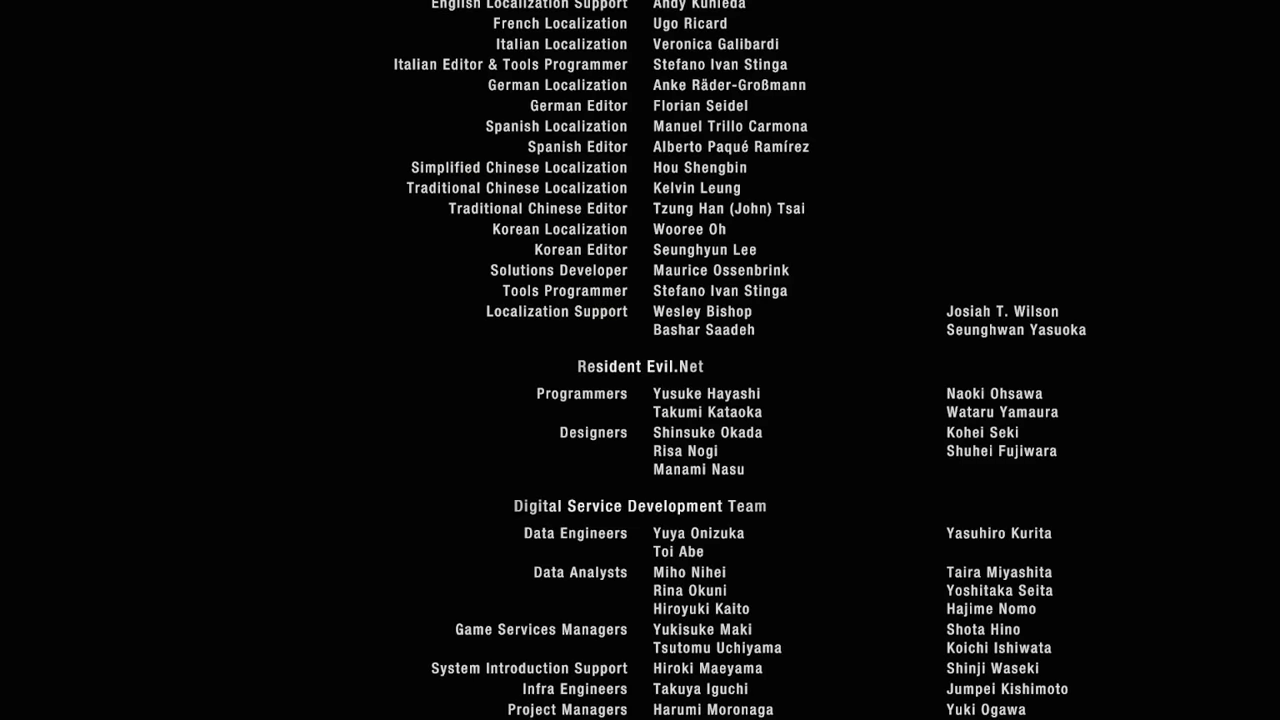 English Localization Support Andy Kunieda
French Localization Ugo Ricard
Italian Localization Veronica Galibardi
Italian Editor & Tools Programmer Stefano Ivan Stinga
German Localization Anke Räder-Großmann
German Editor Florian Seidel
Spanish Localization Manuel Trillo Carmona
Spanish Editor Alberto Paqué Ramírez
Simplified Chinese Localization Hou Shengbin
Traditional Chinese Localization Kelvin Leung
Traditional Chinese Editor Tzung Han (John) Tsai
Korean Localization Wooree Oh
Korean Editor Seunghyun Lee
Solutions Developer Maurice Ossenbrink
Tools Programmer Stefano Ivan Stinga
Localization Support Wesley Bishop Josiah T. Wilson
Bashar Saadeh Seunghwan Yasuoka
Resident Evil.Net
Programmers Yusuke Hayashi Naoki Ohsawa
Takumi Kataoka Wataru Yamaura
Designers Shinsuke Okada Kohei Seki
Risa Nogi Shuhei Fujiwara
Manami Nasu
Digital Service Development Team
Data Engineers Yuya Onizuka Yasuhiro Kurita
Toi Abe
Data Analysts Miho Nihei Taira Miyashita
Rina Okuni Yoshitaka Seita
Hiroyuki Kaito Hajime Nomo
Game Services Managers Yukisuke Maki Shota Hino
Tsutomu Uchiyama Koichi Ishiwata
System Introduction Support Hiroki Maeyama Shinji Waseki
Infra Engineers Takuya Iguchi Jumpei Kishimoto
Project Managers Harumi Moronaga Yuki Ogawa